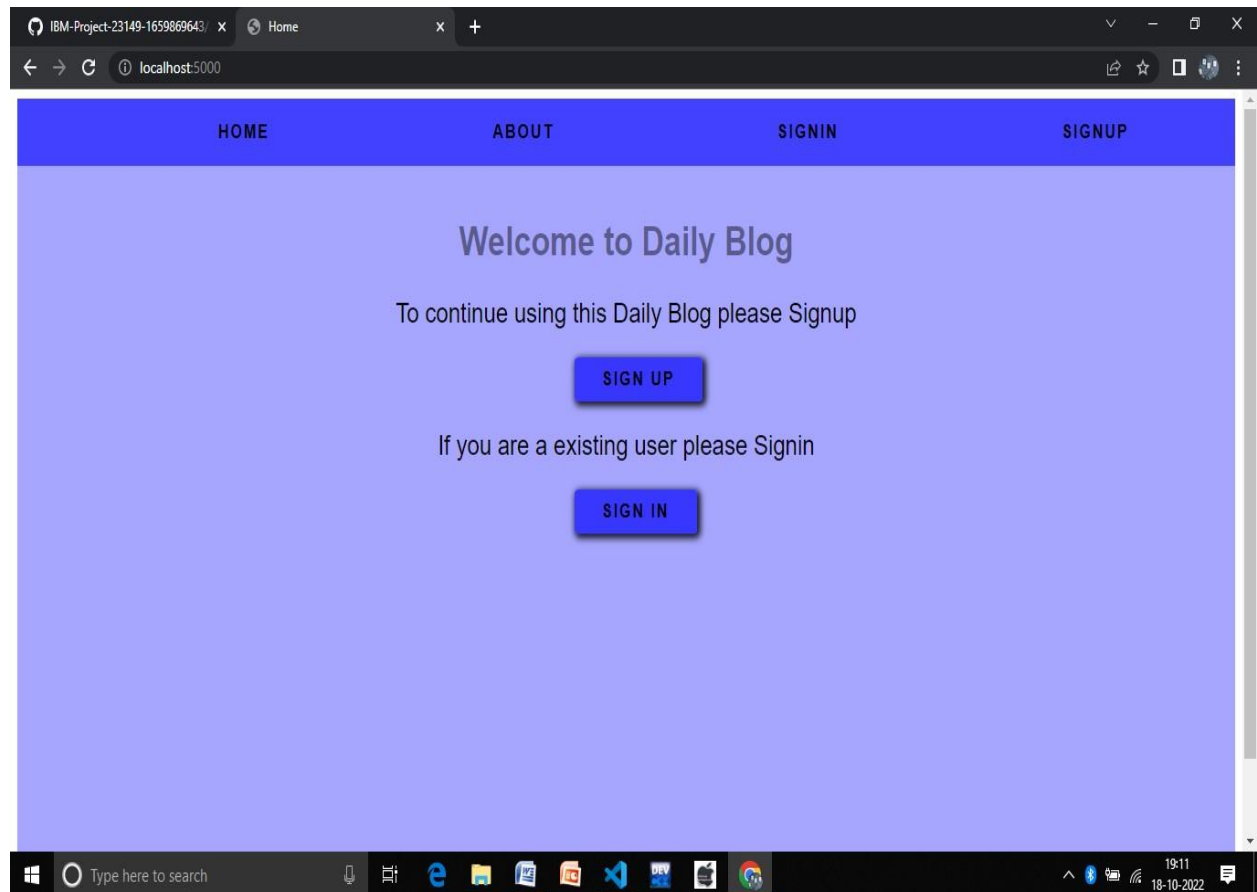 IBM-Project-23149-1659869643/
Home
localhost:5000
HOME ABOUT SIGNIN SIGNUP
Welcome to Daily Blog
To continue using this Daily Blog please Signup
SIGN UP
If you are a existing user please Signin
SIGN IN
Type here to search
DEV
19:11
18-10-2022